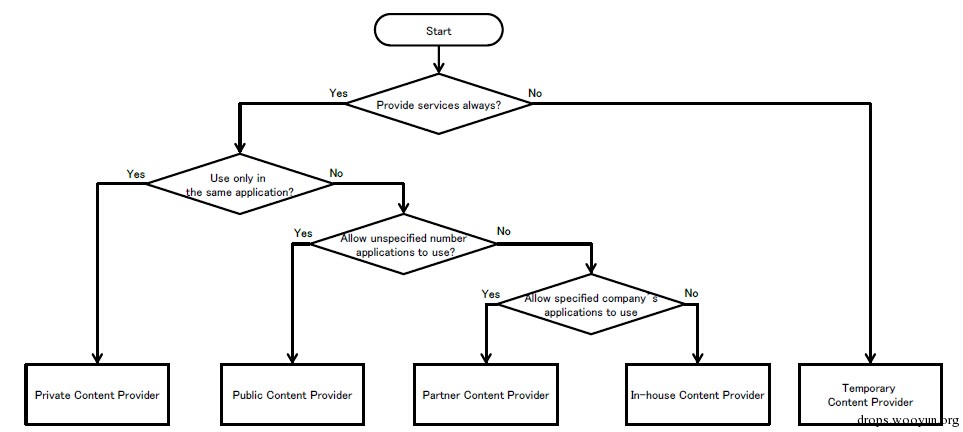 Start
Provide services always?
Yes
No
Use only in
the same application?
Yes
No
Allow unspecified number
applications to use?
Yes
No
Allow specified company's
applications to use
Yes
No
Private Content Provider
Public Content Provider
Partner Content Provider
In-house Content Provider
Temporary
Content Provider
drops.wooyun.org